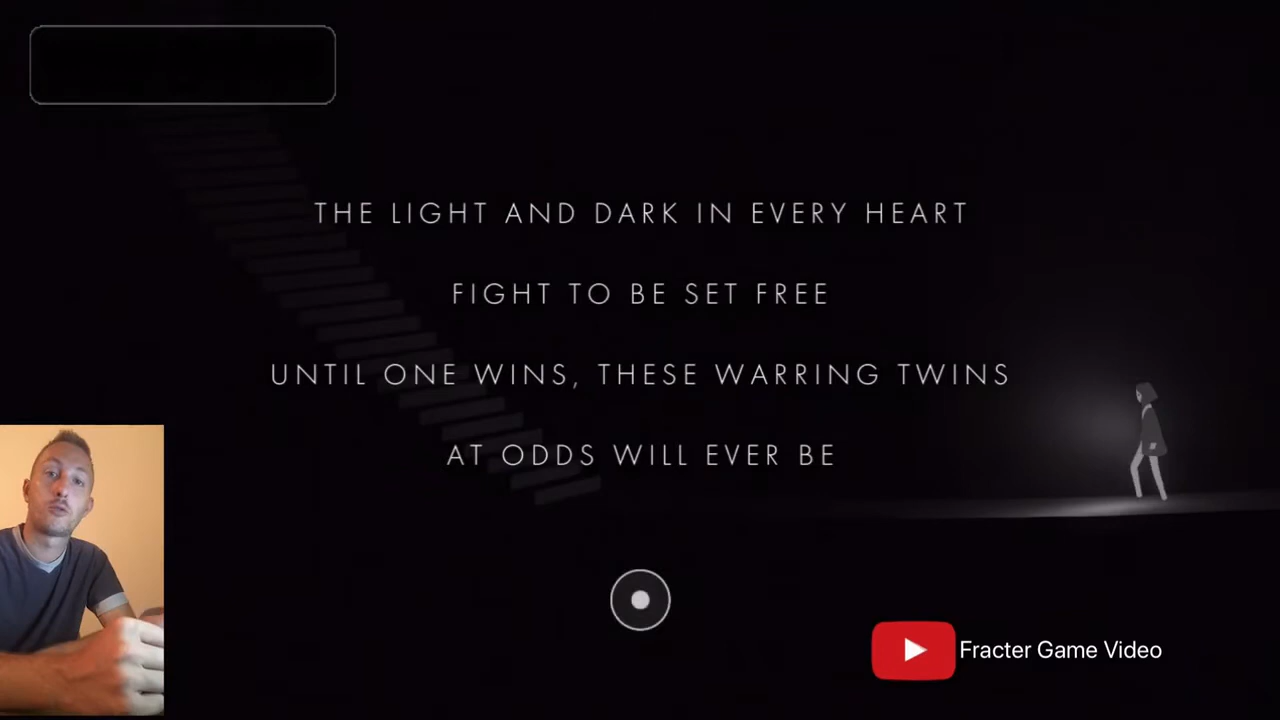 THE LIGHT AND DARK IN EVERY HEART
FIGHT TO BE SET FREE
UNTIL ONE WINS, THESE WARRING TWINS
AT ODDS WILL EVER BE
Fracter Game Video